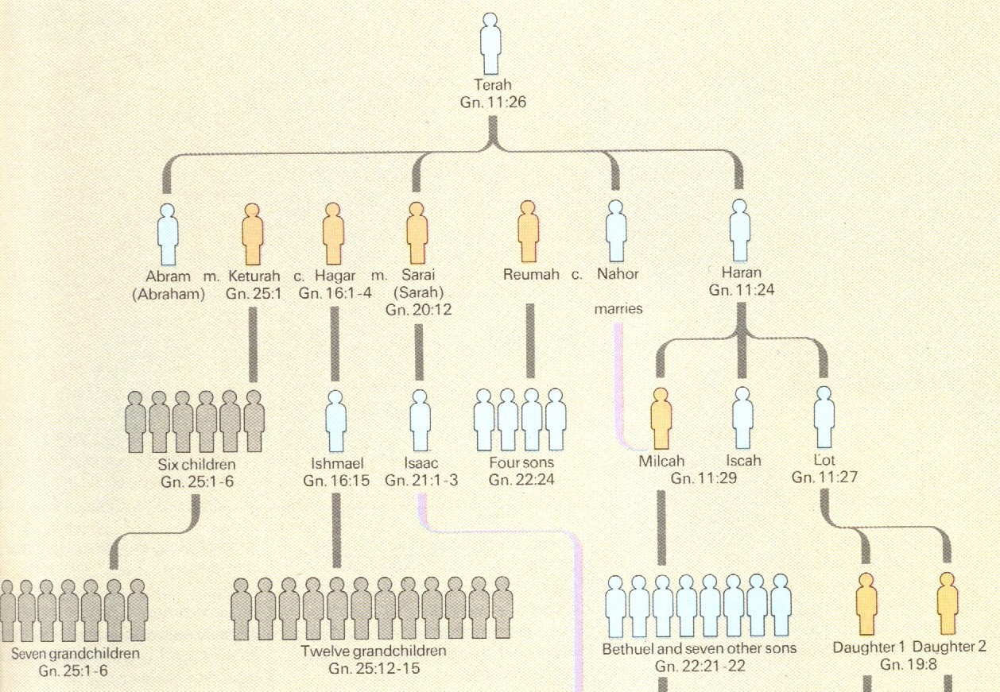 Terah
Gn. 11:26
Abram m. Keturah c. Hagar m. Sarai
(Abraham) Gn. 25:1 Gn. 16:1-4 (Sarah)
Gn. 20:12
Reumah c. Nahor
marries
Haran
Gn. 11:24
Six children
Gn. 25:1-6
Ishmael
Gn. 16:15
Isaac
Gn. 21:1-3
Four sons
Gn. 22:24
Milcah Iscah
Gn. 11:29
Lot
Gn. 11:27
Seven grandchildren
Gn. 25:1-6
Twelve grandchildren
Gn. 25:12-15
Bethuel and seven other sons
Gn. 22:21-22
Daughter 1 Daughter 2
Gn. 19:8